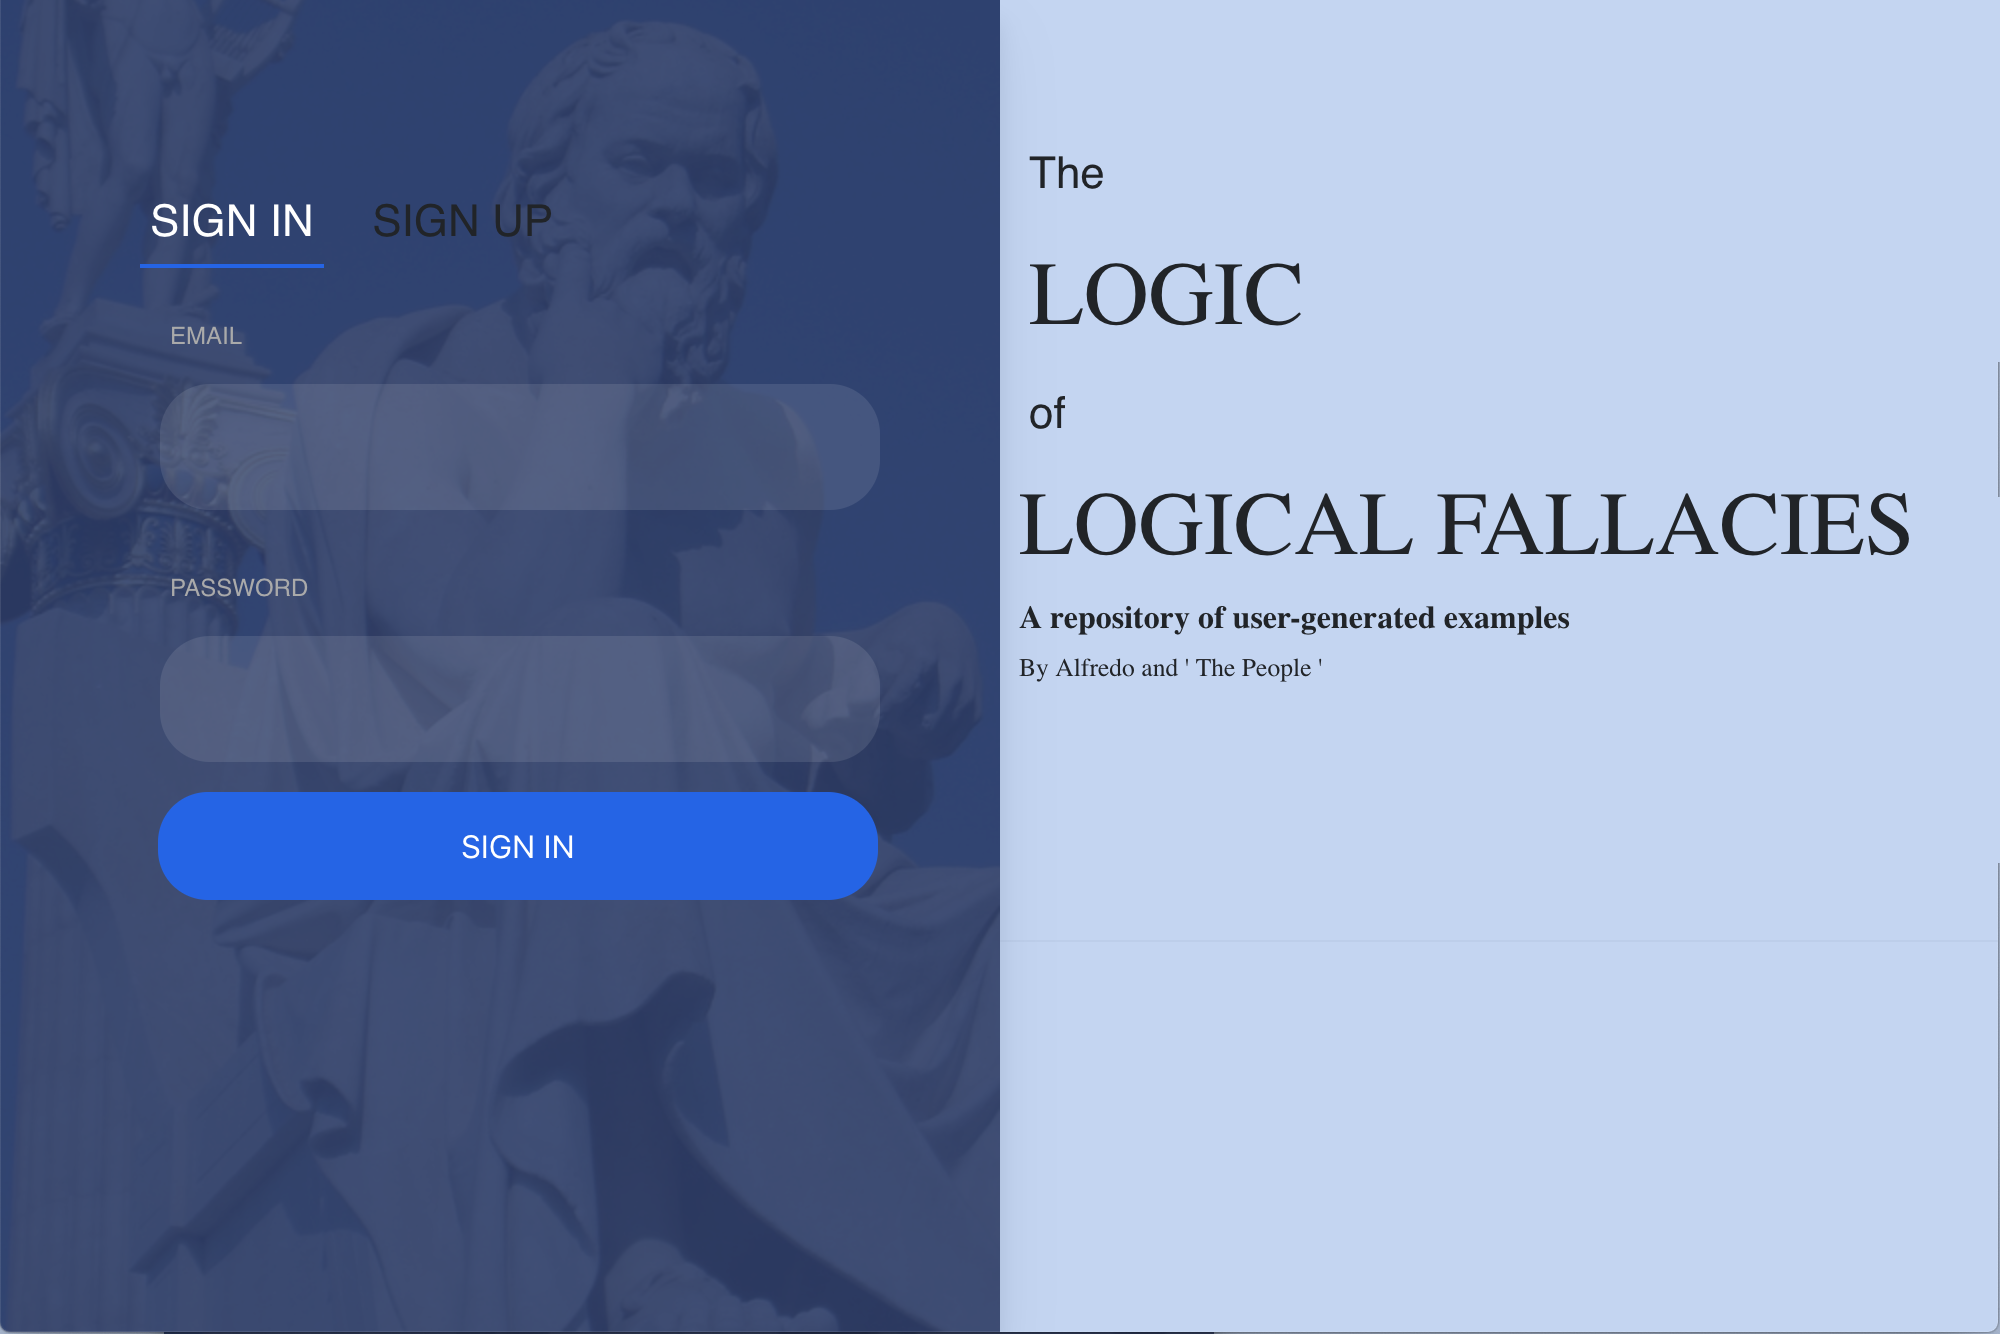 SIGN IN SIGN UP
EMAIL
PASSWORD
SIGN IN
The
LOGIC
of
LOGICAL FALLACIES
A repository of user-generated examples
By Alfredo and ' The People '